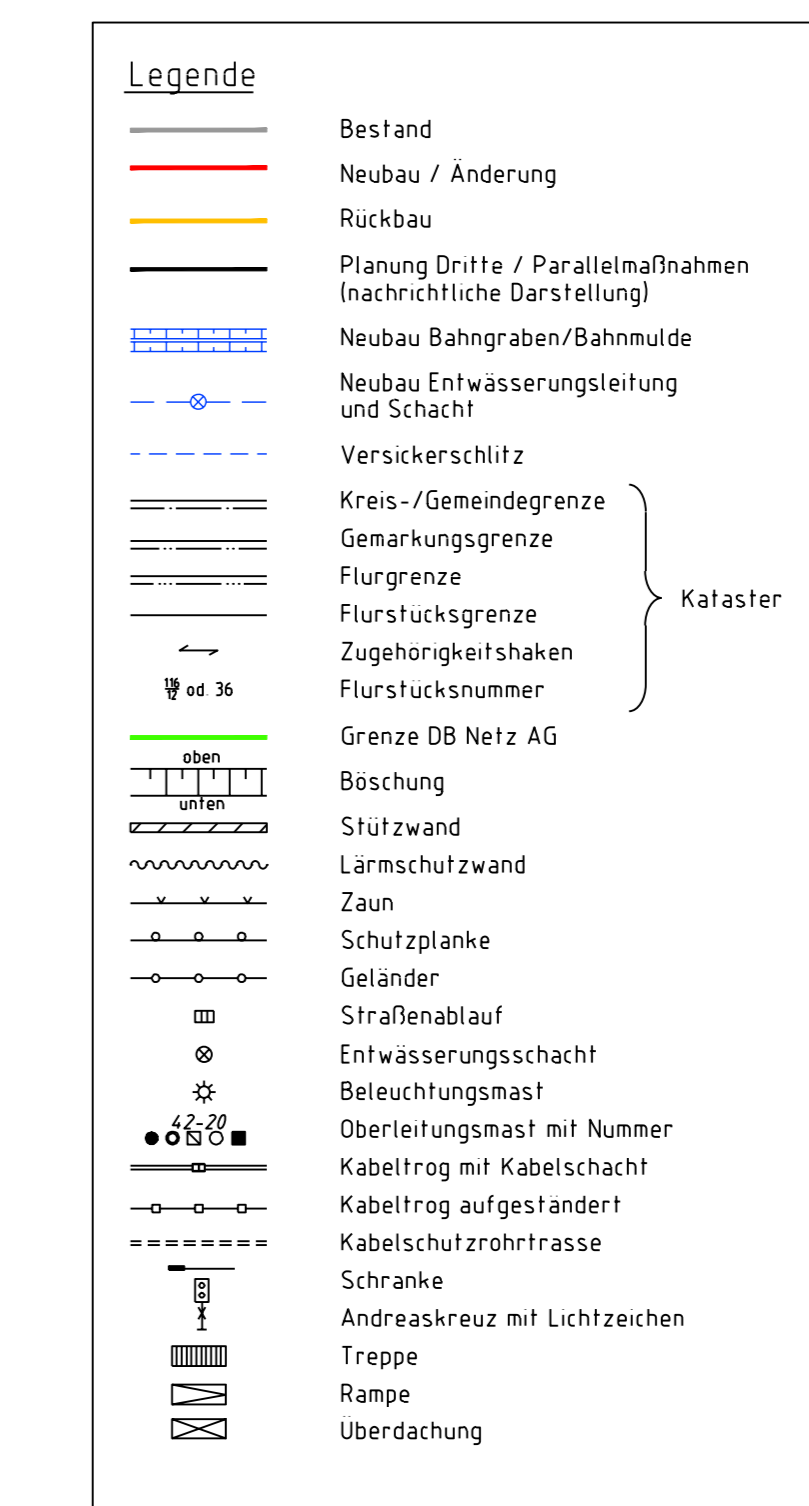 Legende
Bestand
Neubau / Änderung
Rückbau
Planung Dritte / Parallelmaßnahmen
(nachrichtliche Darstellung)
Neubau Bahngraben/Bahnmulde
Neubau Entwässerungsleitung
und Schacht
Versickerschlitz
Kreis-/Gemeindegrenze
Gemarkungsgrenze
Flurgrenze
Flurstücksgrenze
Kataster
Zugehörigkeitshaken
116/12 od. 36 Flurstücksnummer
Grenze DB Netz AG
oben
Böschung
unten
Stützwand
Lärmschutzwand
Zaun
Schutzplanke
Geländer
Straßenablauf
Entwässerungsschacht
Beleuchtungsmast
42-20 Oberleitungsmast mit Nummer
Kabeltrog mit Kabelschacht
Kabeltrog aufgeständert
Kabelschutzrohrtrasse
Schranke
Andreaskreuz mit Lichtzeichen
Treppe
Rampe
Überdachung